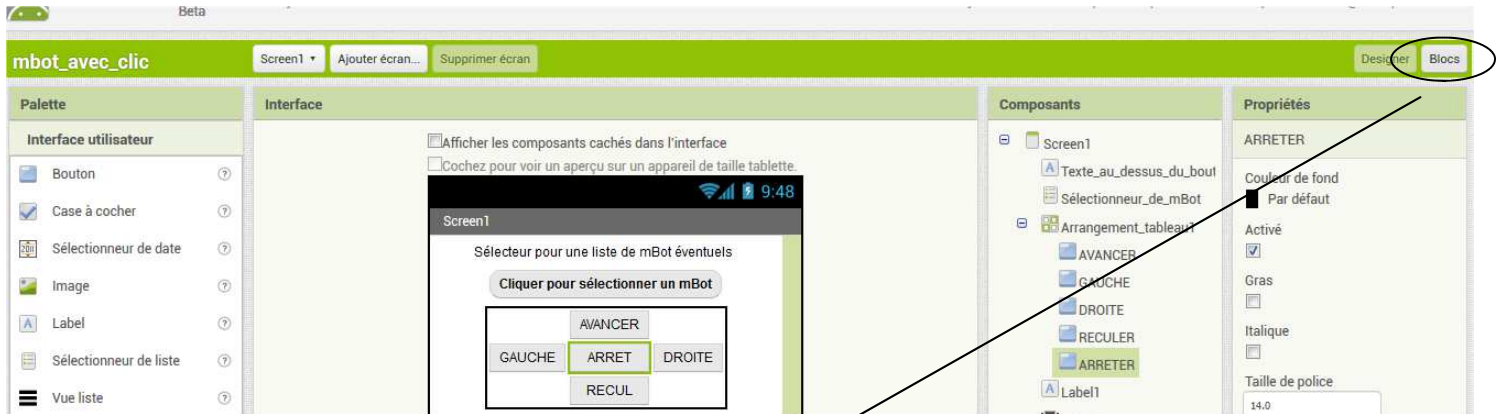 Beta
mbot_avec_clic
Screen1 Ajouter écran... Supprimer écran Designer Blocs
Palette
Interface utilisateur
Bouton
Case à cocher
Sélectionneur de date
Image
Label
Sélectionneur de liste
Vue liste
Interface
Afficher les composants cachés dans l'interface
Cochez pour voir un aperçu sur un appareil de taille tablette.
9:48
Screen1
Sélecteur pour une liste de mBot éventuels
Cliquer pour sélectionner un mBot
AVANCER
GAUCHE ARRET DROITE
RECUL
Composants
Screen1
Texte_au_dessus_du_bout
Sélectionneur_de_mBot
Arrangement_tableau1
AVANCER
GAUCHE
DROITE
RECULER
ARRETER
Label1
Propriétés
ARRETER
Couleur de fond
Par défaut
Activé
Gras
Italique
Taille de police
14.0